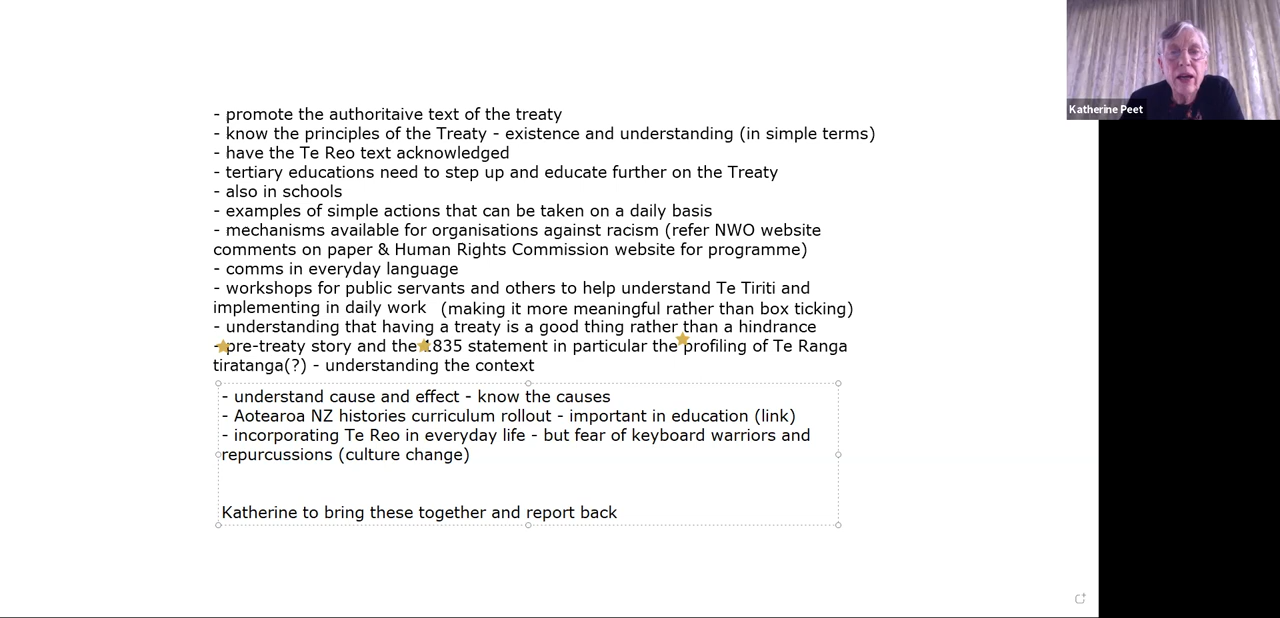 - promote the authoritaive text of the treaty
- know the principles of the Treaty - existence and understanding (in simple terms)
- have the Te Reo text acknowledged
- tertiary educations need to step up and educate further on the Treaty
- also in schools
- examples of simple actions that can be taken on a daily basis
- mechanisms available for organisations against racism (refer NWO website
comments on paper & Human Rights Commission website for programme)
- comms in everyday language
- workshops for public servants and others to help understand Te Tiriti and
implementing in daily work (making it more meaningful rather than box ticking)
- understanding that having a treaty is a good thing rather than a hindrance
- pre-treaty story and the 1835 statement in particular the profiling of Te Ranga
tiratanga(?) - understanding the context
- understand cause and effect - know the causes
- Aotearoa NZ histories curriculum rollout - important in education (link)
- incorporating Te Reo in everyday life - but fear of keyboard warriors and
repurcussions (culture change)
Katherine to bring these together and report back
Katherine Peet